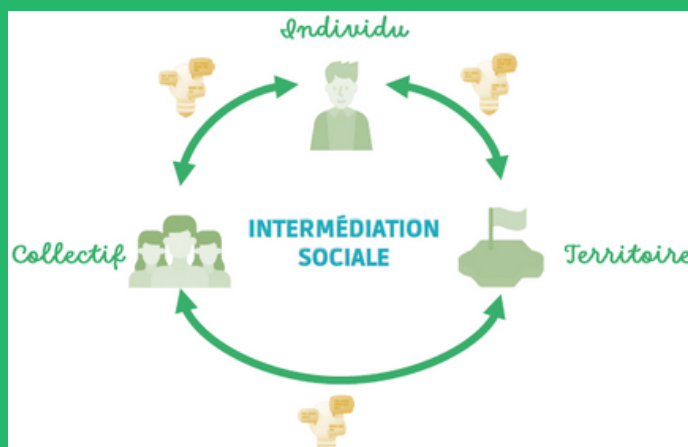 Individu
INTERMÉDIATION
SOCIALE
Collectif
Territoire